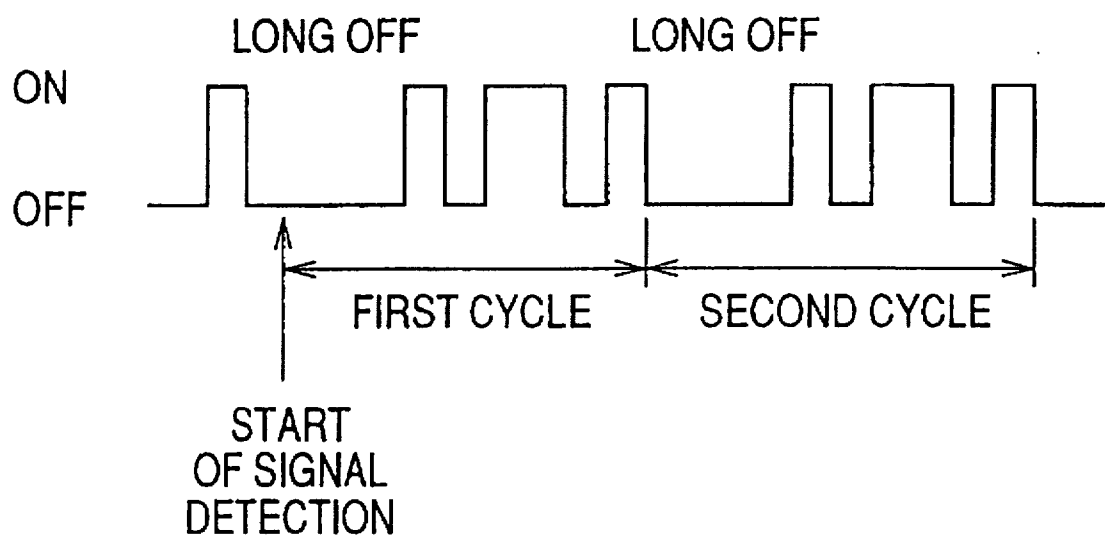 LONG OFF LONG OFF
ON
OFF
FIRST CYCLE SECOND CYCLE
START
OF SIGNAL
DETECTION